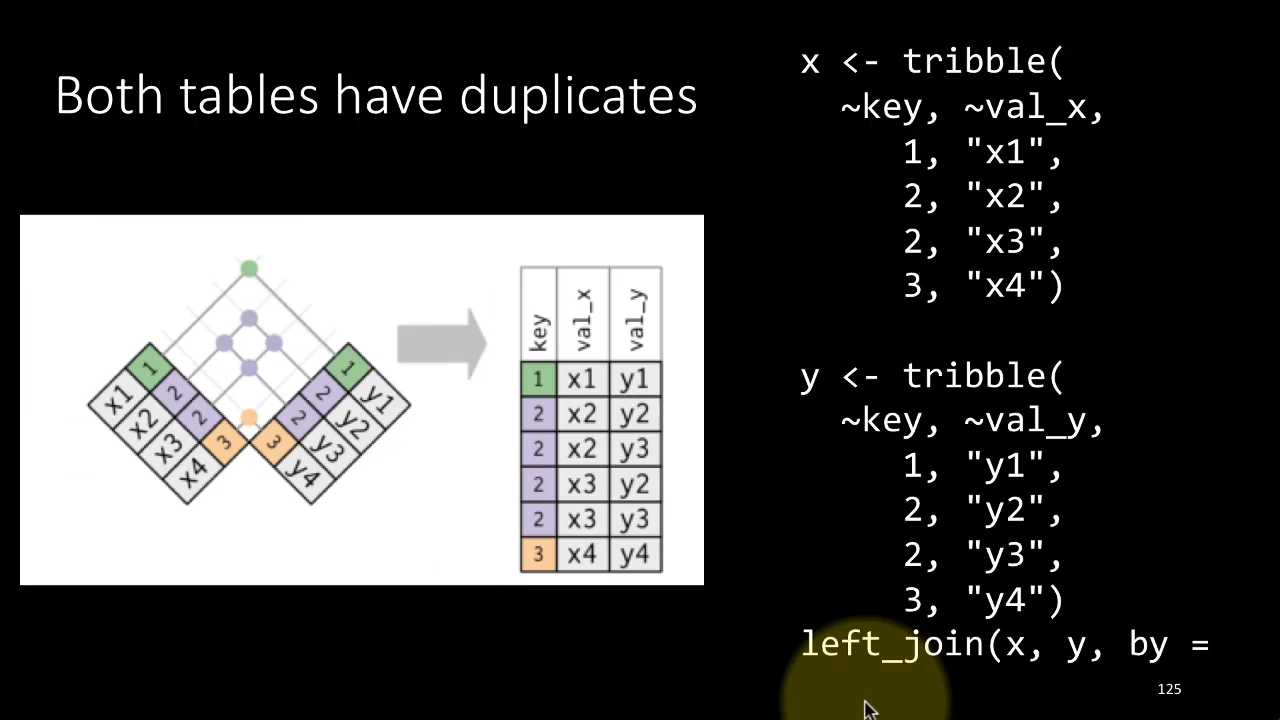 Both tables have duplicates
x <- tribble(
~key, ~val_x,
1, "x1",
2, "x2",
2, "x3",
3, "x4")
y <- tribble(
~key, ~val_y,
1, "y1",
2, "y2",
2, "y3",
3, "y4")
left_join(x, y, by =
x1 1
x2 2
x3 2
x4 3
1 y1
2 y2
2 y3
3 y4
key val_x val_y
1 x1 y1
2 x2 y2
2 x2 y3
2 x3 y2
2 x3 y3
3 x4 y4
125